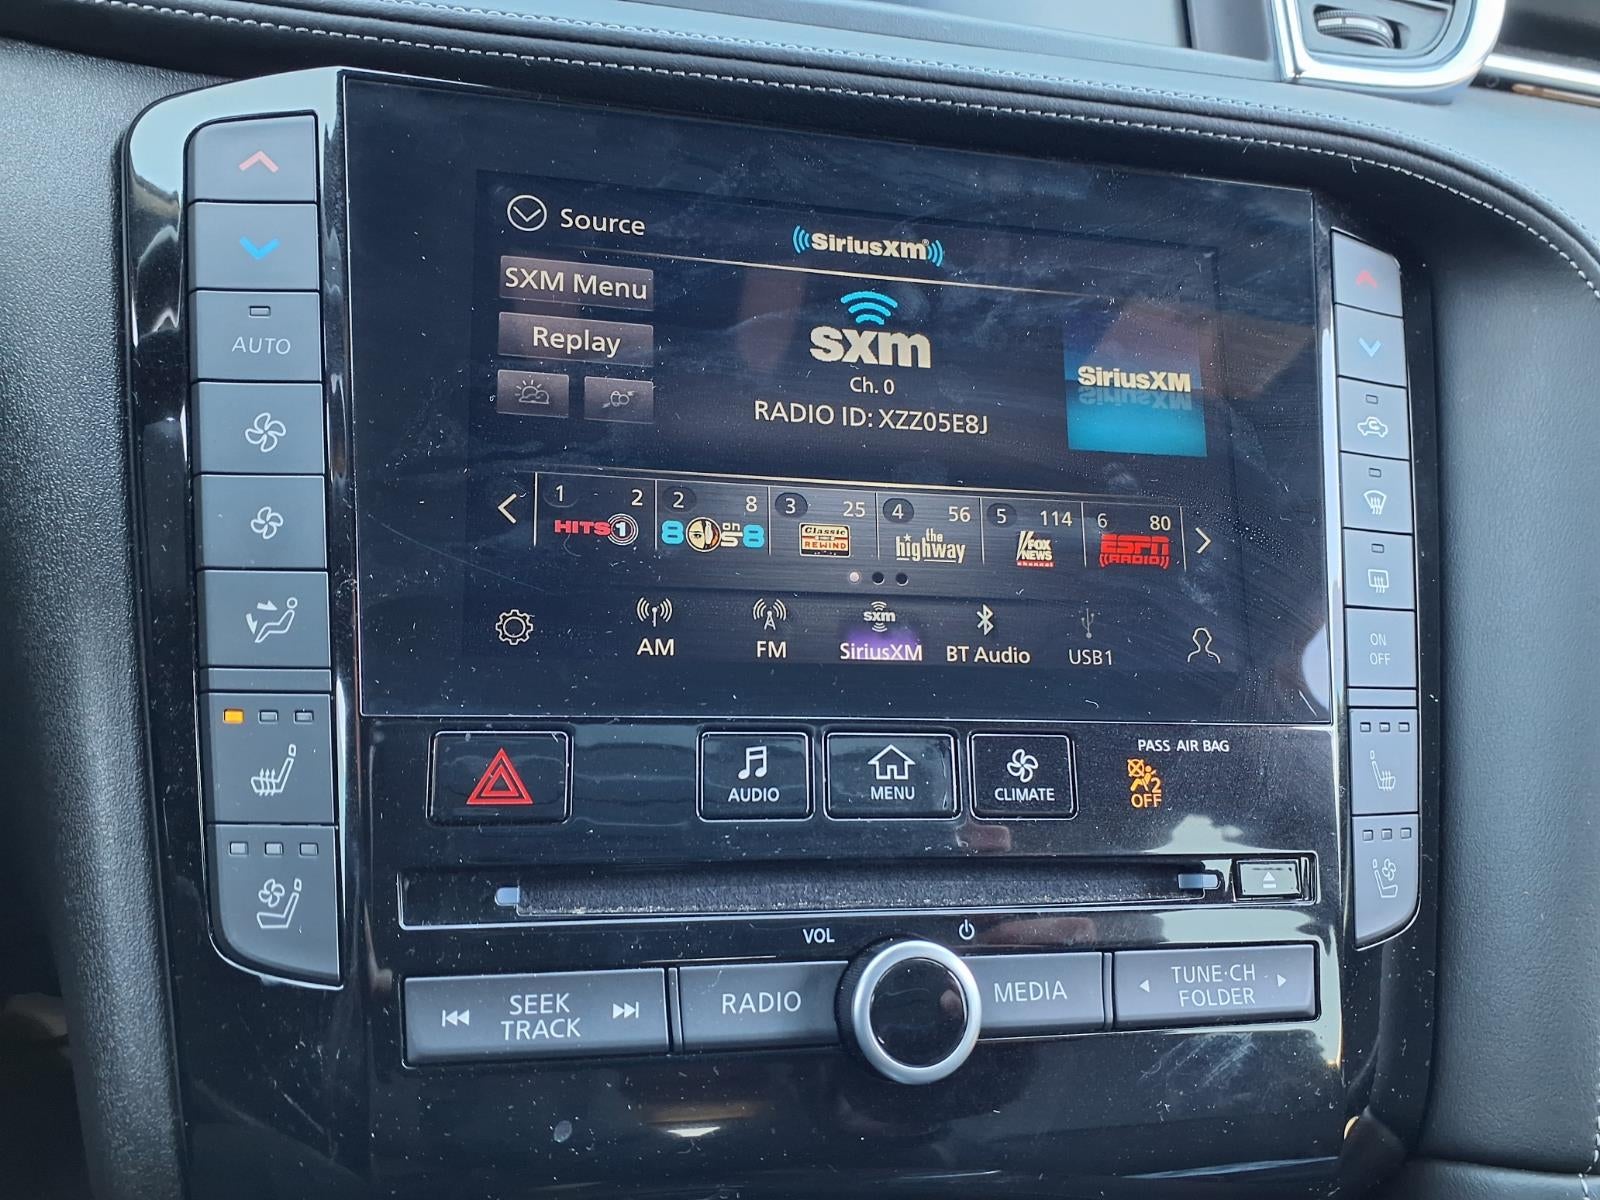 Source
SiriusXM
SXM Menu
Replay
sxm
Ch. 0
RADIO ID: XZZ05E8J
SiriusXM
1 2
HITS 1
2 8
80s on 8
3 25
Classic
REWIND
4 56
the
highway
5 114
FOX
NEWS
channel
6 80
ESPN
RADIO
AM
FM
sxm
SiriusXM
BT Audio
USB1
AUTO
ON
OFF
AUDIO
MENU
CLIMATE
PASS AIR BAG
2
OFF
VOL
SEEK
TRACK
RADIO
MEDIA
TUNE·CH
FOLDER